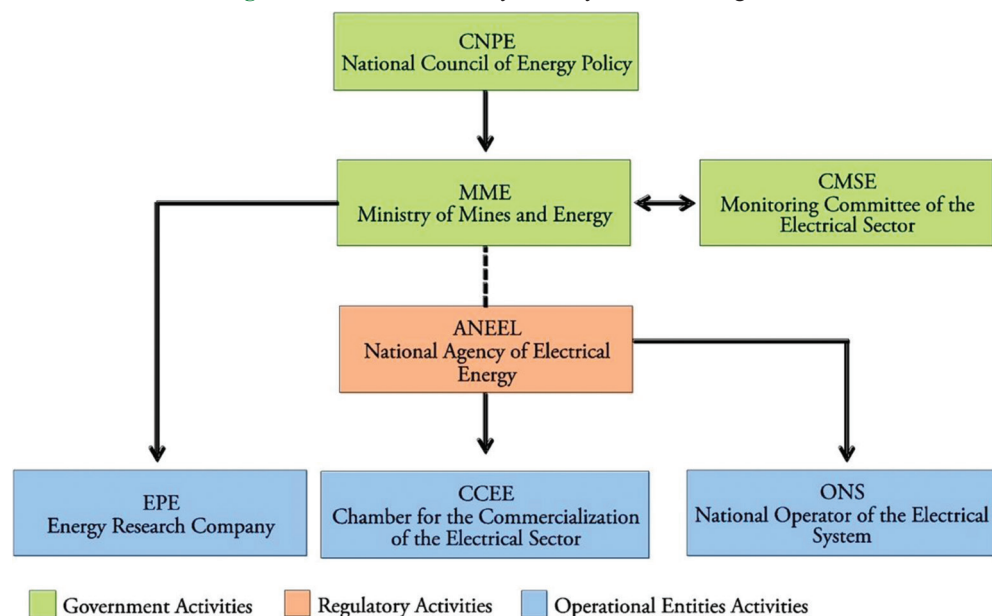 CNPE
National Council of Energy Policy
MME
Ministry of Mines and Energy
CMSE
Monitoring Committee of the
Electrical Sector
ANEEL
National Agency of Electrical
Energy
EPE
Energy Research Company
CCEE
Chamber for the Commercialization
of the Electrical Sector
ONS
National Operator of the Electrical
System
Government Activities
Regulatory Activities
Operational Entities Activities